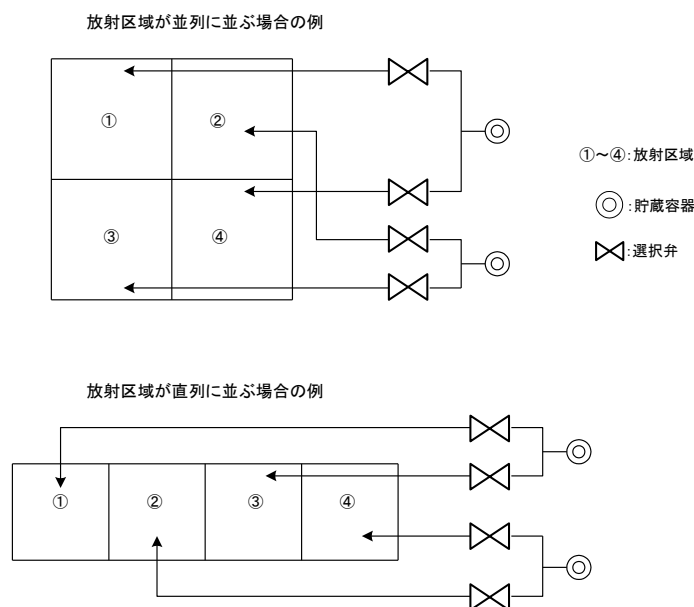 放射区域が並列に並ぶ場合の例
①
②
③
④
①~④:放射区域
:貯蔵容器
:選択弁
放射区域が直列に並ぶ場合の例
①
②
③
④